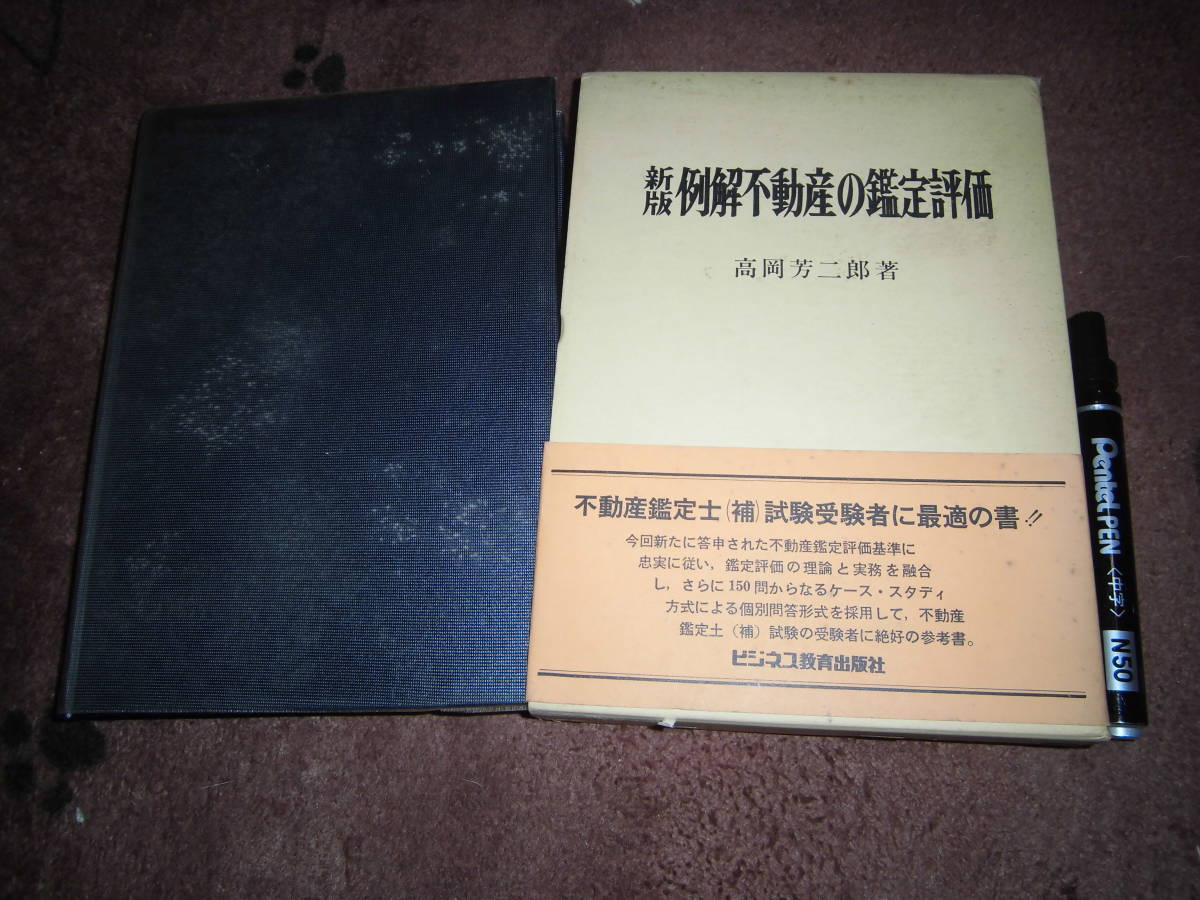 新版 例解不動産の鑑定評価
高岡芳二郎著
不動産鑑定士(補)試験受験者に最適の書!!
今回新たに答申された不動産鑑定評価基準に
忠実に従い,鑑定評価の理論と実務を融合
し,さらに150問からなるケース・スタディ
方式による個別問答形式を採用して,不動産
鑑定士(補)試験の受験者に絶好の参考書。
ビジネス教育出版社
Pentel PEN〈中字〉 N50